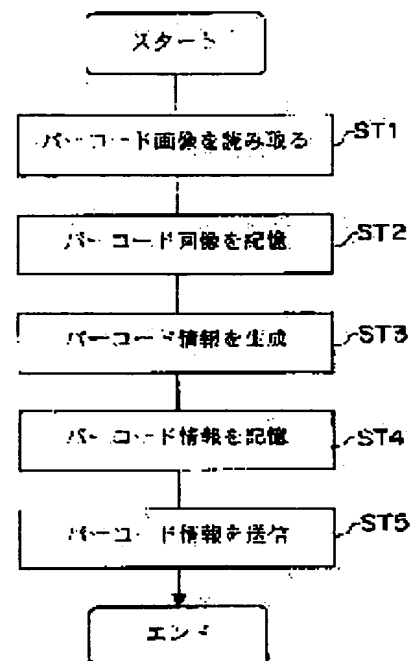 スタート
バーコード画像を読み取る ST1
バーコード画像を記憶 ST2
バーコード情報を生成 ST3
バーコード情報を記憶 ST4
バーコード情報を送信 ST5
エンド